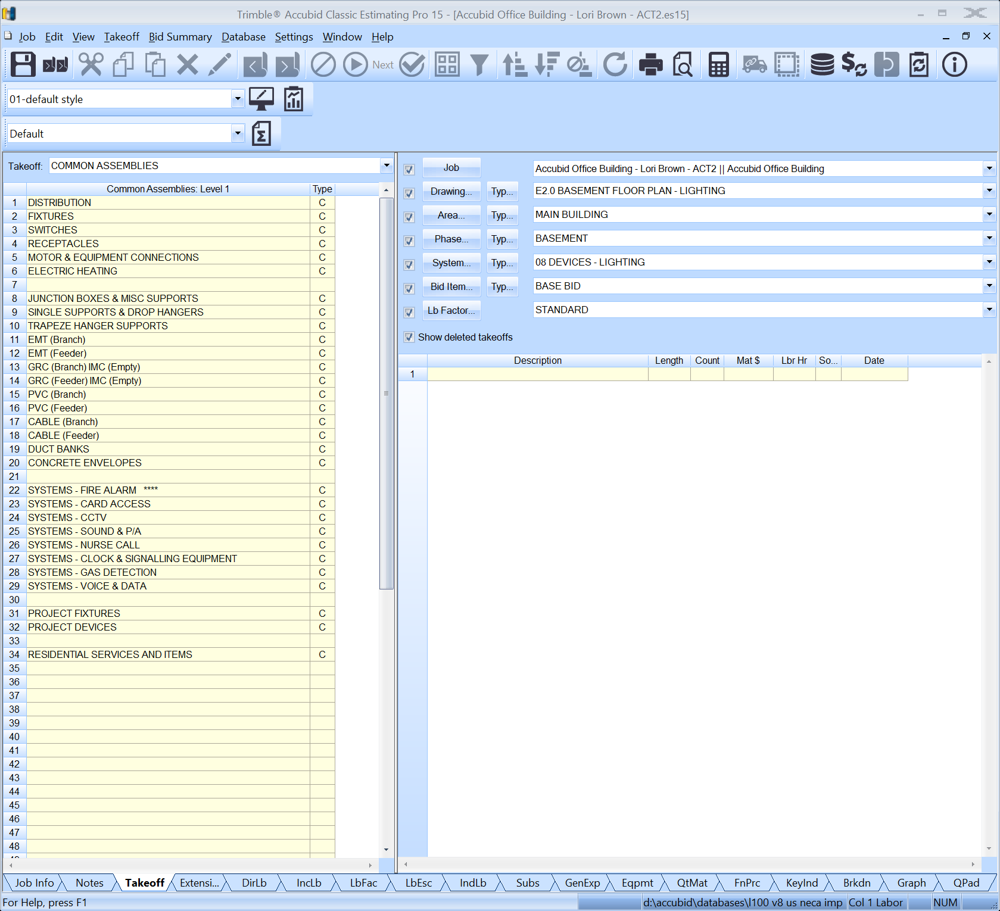 Trimble® Accubid Classic Estimating Pro 15 - [Accubid Office Building - Lori Brown - ACT2.es15]
Job Edit View Takeoff Bid Summary Database Settings Window Help
Next
01-default style
Default
Takeoff: COMMON ASSEMBLIES
Common Assemblies: Level 1 Type
1 DISTRIBUTION C
2 FIXTURES C
3 SWITCHES C
4 RECEPTACLES C
5 MOTOR & EQUIPMENT CONNECTIONS C
6 ELECTRIC HEATING C
7
8 JUNCTION BOXES & MISC SUPPORTS C
9 SINGLE SUPPORTS & DROP HANGERS C
10 TRAPEZE HANGER SUPPORTS C
11 EMT (Branch) C
12 EMT (Feeder) C
13 GRC (Branch) IMC (Empty) C
14 GRC (Feeder) IMC (Empty) C
15 PVC (Branch) C
16 PVC (Feeder) C
17 CABLE (Branch) C
18 CABLE (Feeder) C
19 DUCT BANKS C
20 CONCRETE ENVELOPES C
21
22 SYSTEMS - FIRE ALARM **** C
23 SYSTEMS - CARD ACCESS C
24 SYSTEMS - CCTV C
25 SYSTEMS - SOUND & P/A C
26 SYSTEMS - NURSE CALL C
27 SYSTEMS - CLOCK & SIGNALLING EQUIPMENT C
28 SYSTEMS - GAS DETECTION C
29 SYSTEMS - VOICE & DATA C
30
31 PROJECT FIXTURES C
32 PROJECT DEVICES C
33
34 RESIDENTIAL SERVICES AND ITEMS C
35
36
37
38
39
40
41
42
43
44
45
46
47
48
Job Accubid Office Building - Lori Brown - ACT2 || Accubid Office Building
Drawing... Typ... E2.0 BASEMENT FLOOR PLAN - LIGHTING
Area... Typ... MAIN BUILDING
Phase... Typ... BASEMENT
System... Typ... 08 DEVICES - LIGHTING
Bid Item... Typ... BASE BID
Lb Factor... STANDARD
Show deleted takeoffs
Description Length Count Mat $ Lbr Hr So... Date
1
Job Info Notes Takeoff Extensi... DirLb IncLb LbFac LbEsc IndLb Subs GenExp Eqpmt QtMat FnPrc KeyInd Brkdn Graph QPad
For Help, press F1 d:\accubid\databases\l100 v8 us neca imp Col 1 Labor NUM